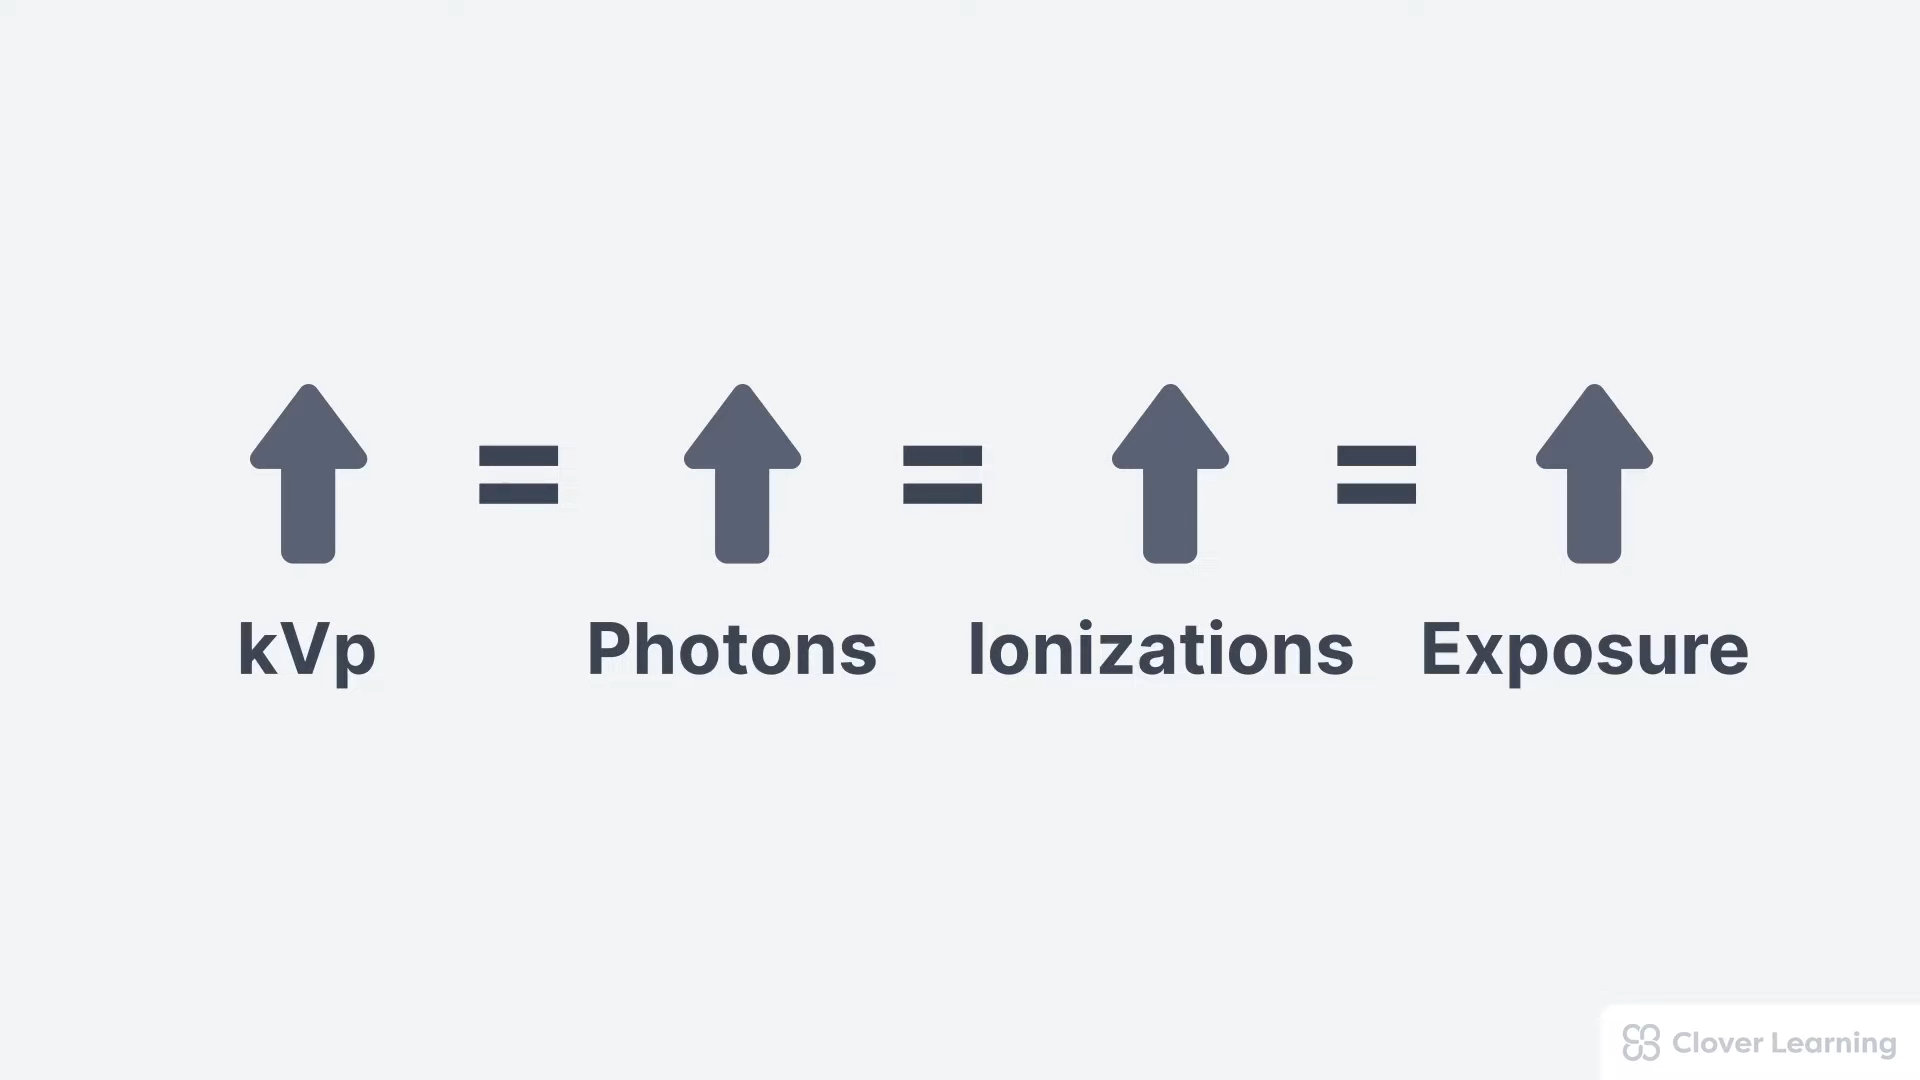 = = =
kVp Photons Ionizations Exposure
Clover Learning